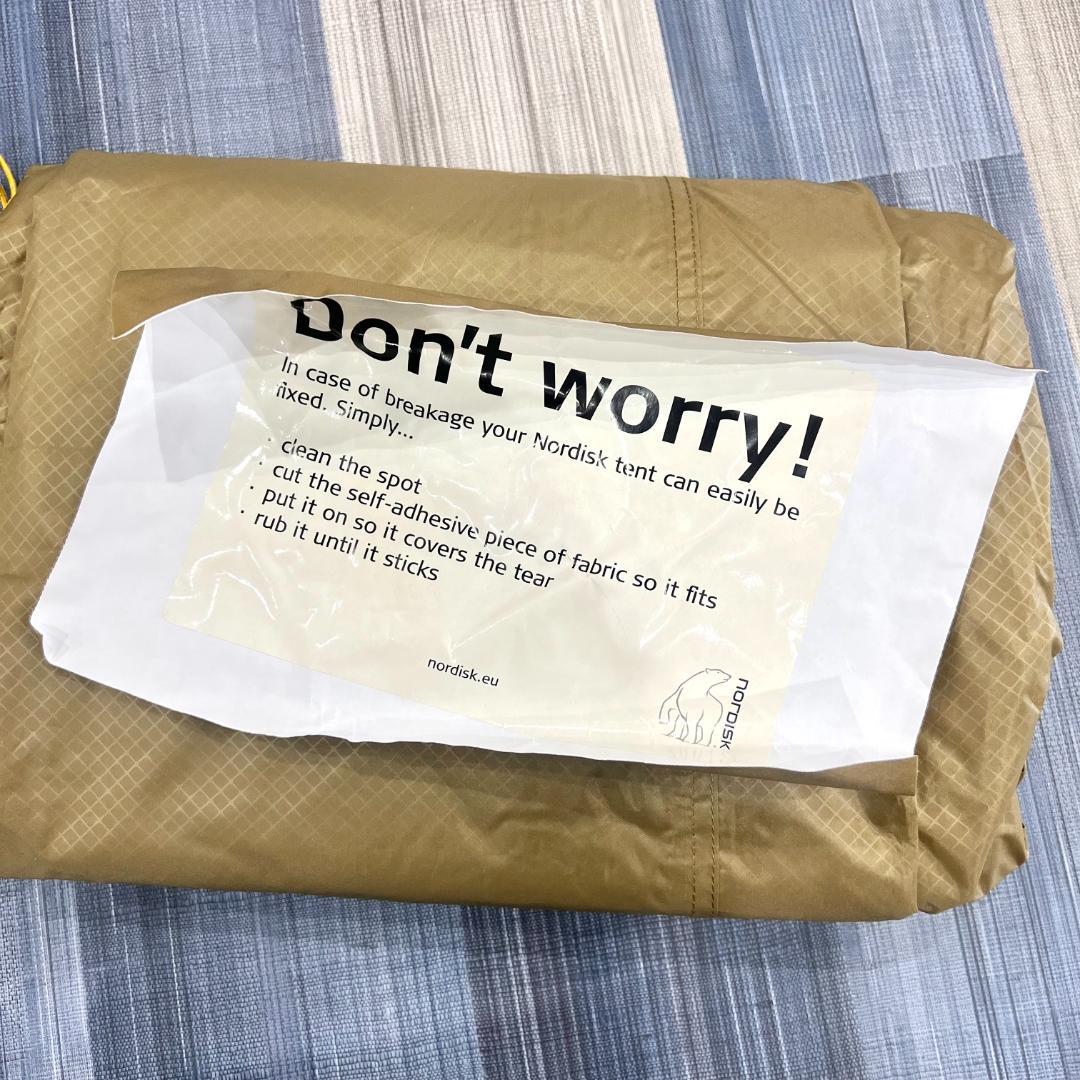 Don't worry!
In case of breakage your Nordisk tent can easily be
fixed. Simply...
· clean the spot
· cut the self-adhesive piece of fabric so it fits
· put it on so it covers the tear
· rub it until it sticks
nordisk.eu
NORDISK